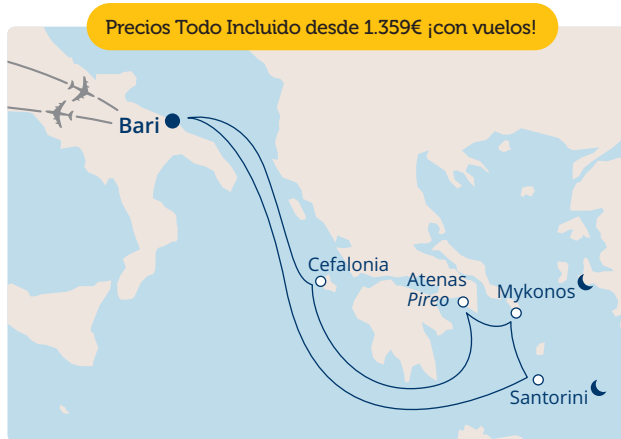 Precios Todo Incluido desde 1.359€ ¡con vuelos!
Bari
Cefalonia
Atenas
Pireo
Mykonos
Santorini